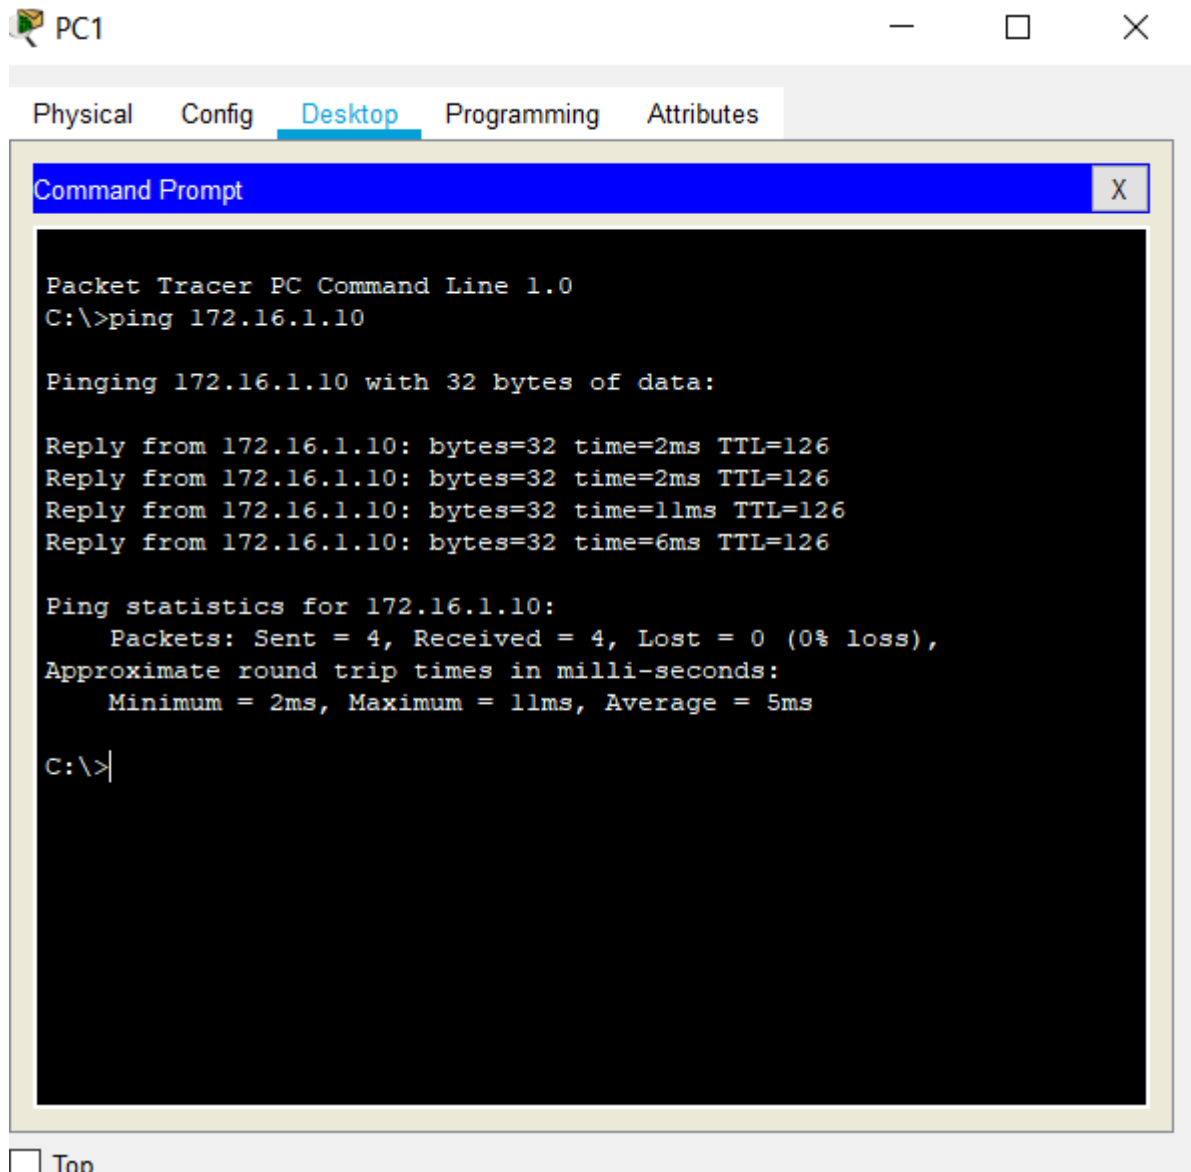 PC1
Physical Config Desktop Programming Attributes
Command Prompt X
Packet Tracer PC Command Line 1.0
C:\>ping 172.16.1.10
Pinging 172.16.1.10 with 32 bytes of data:
Reply from 172.16.1.10: bytes=32 time=2ms TTL=126
Reply from 172.16.1.10: bytes=32 time=2ms TTL=126
Reply from 172.16.1.10: bytes=32 time=11ms TTL=126
Reply from 172.16.1.10: bytes=32 time=6ms TTL=126
Ping statistics for 172.16.1.10:
Packets: Sent = 4, Received = 4, Lost = 0 (0% loss),
Approximate round trip times in milli-seconds:
Minimum = 2ms, Maximum = 11ms, Average = 5ms
C:\>
Top